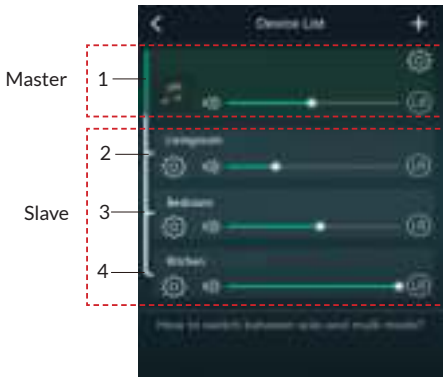 Device List
Master
1
L/R
2
Livingroom
L/R
Slave
3
Bedroom
L/R
4
Kitchen
L/R
How to switch between solo and multi mode?